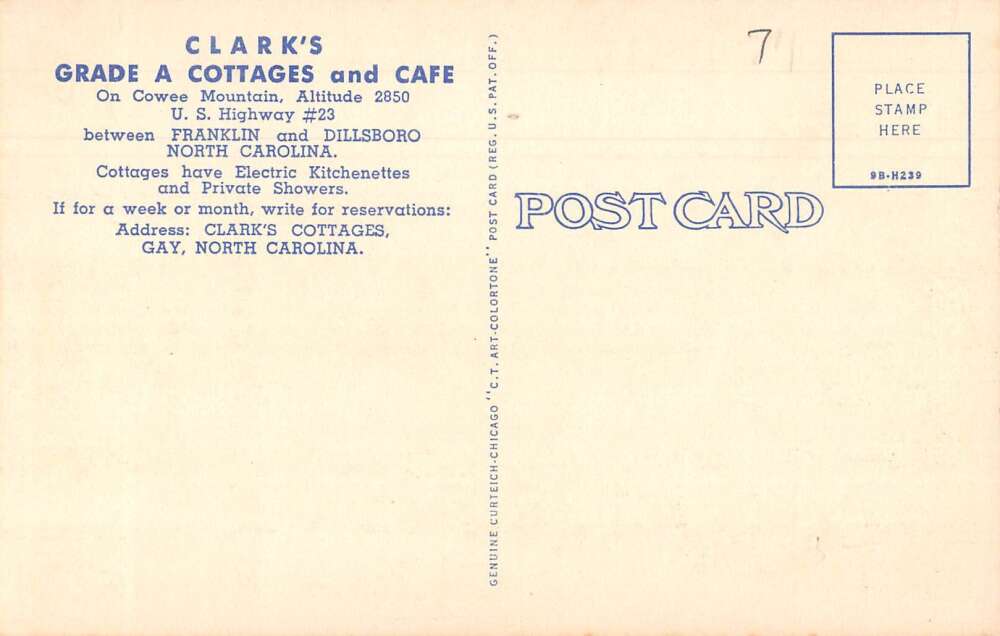 CLARK'S
GRADE A COTTAGES and CAFE
On Cowee Mountain, Altitude 2850
U. S. Highway #23
between FRANKLIN and DILLSBORO
NORTH CAROLINA.
Cottages have Electric Kitchenettes
and Private Showers.
If for a week or month, write for reservations:
Address: CLARK'S COTTAGES,
GAY, NORTH CAROLINA.
GENUINE CURTEICH-CHICAGO "C.T. ART-COLORTONE" POST CARD (REG. U.S. PAT. OFF.)
7
POST CARD
PLACE
STAMP
HERE
9B-H239